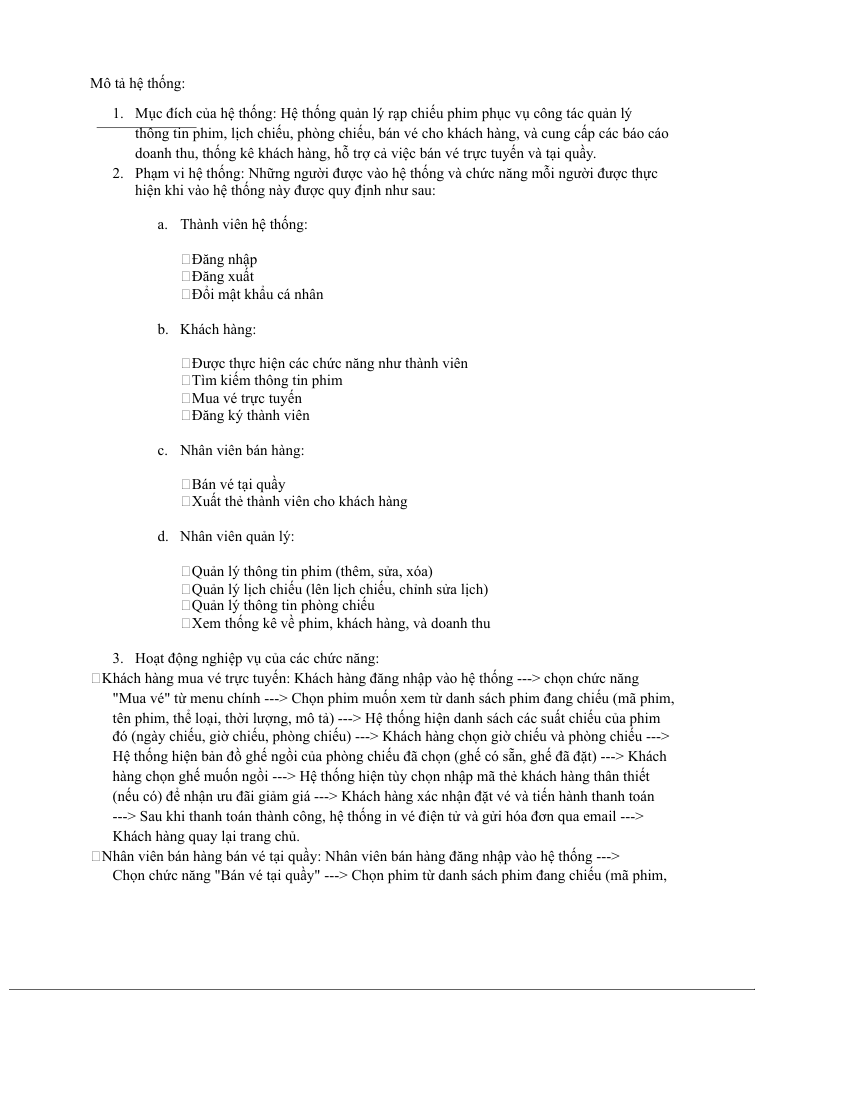 Mô tả hệ thống:
1. Mục đích của hệ thống: Hệ thống quản lý rạp chiếu phim phục vụ công tác quản lý
thông tin phim, lịch chiếu, phòng chiếu, bán vé cho khách hàng, và cung cấp các báo cáo
doanh thu, thống kê khách hàng, hỗ trợ cả việc bán vé trực tuyến và tại quầy.
2. Phạm vi hệ thống: Những người được vào hệ thống và chức năng mỗi người được thực
hiện khi vào hệ thống này được quy định như sau:
a. Thành viên hệ thống:
Đăng nhập
Đăng xuất
Đổi mật khẩu cá nhân
b. Khách hàng:
Được thực hiện các chức năng như thành viên
Tìm kiếm thông tin phim
Mua vé trực tuyến
Đăng ký thành viên
c. Nhân viên bán hàng:
Bán vé tại quầy
Xuất thẻ thành viên cho khách hàng
d. Nhân viên quản lý:
Quản lý thông tin phim (thêm, sửa, xóa)
Quản lý lịch chiếu (lên lịch chiếu, chỉnh sửa lịch)
Quản lý thông tin phòng chiếu
Xem thống kê về phim, khách hàng, và doanh thu
3. Hoạt động nghiệp vụ của các chức năng:
Khách hàng mua vé trực tuyến: Khách hàng đăng nhập vào hệ thống ---> chọn chức năng
"Mua vé" từ menu chính ---> Chọn phim muốn xem từ danh sách phim đang chiếu (mã phim,
tên phim, thể loại, thời lượng, mô tả) ---> Hệ thống hiện danh sách các suất chiếu của phim
đó (ngày chiếu, giờ chiếu, phòng chiếu) ---> Khách hàng chọn giờ chiếu và phòng chiếu --->
Hệ thống hiện bản đồ ghế ngồi của phòng chiếu đã chọn (ghế có sẵn, ghế đã đặt) ---> Khách
hàng chọn ghế muốn ngồi ---> Hệ thống hiện tùy chọn nhập mã thẻ khách hàng thân thiết
(nếu có) để nhận ưu đãi giảm giá ---> Khách hàng xác nhận đặt vé và tiến hành thanh toán
---> Sau khi thanh toán thành công, hệ thống in vé điện tử và gửi hóa đơn qua email --->
Khách hàng quay lại trang chủ.
Nhân viên bán hàng bán vé tại quầy: Nhân viên bán hàng đăng nhập vào hệ thống --->
Chọn chức năng "Bán vé tại quầy" ---> Chọn phim từ danh sách phim đang chiếu (mã phim,